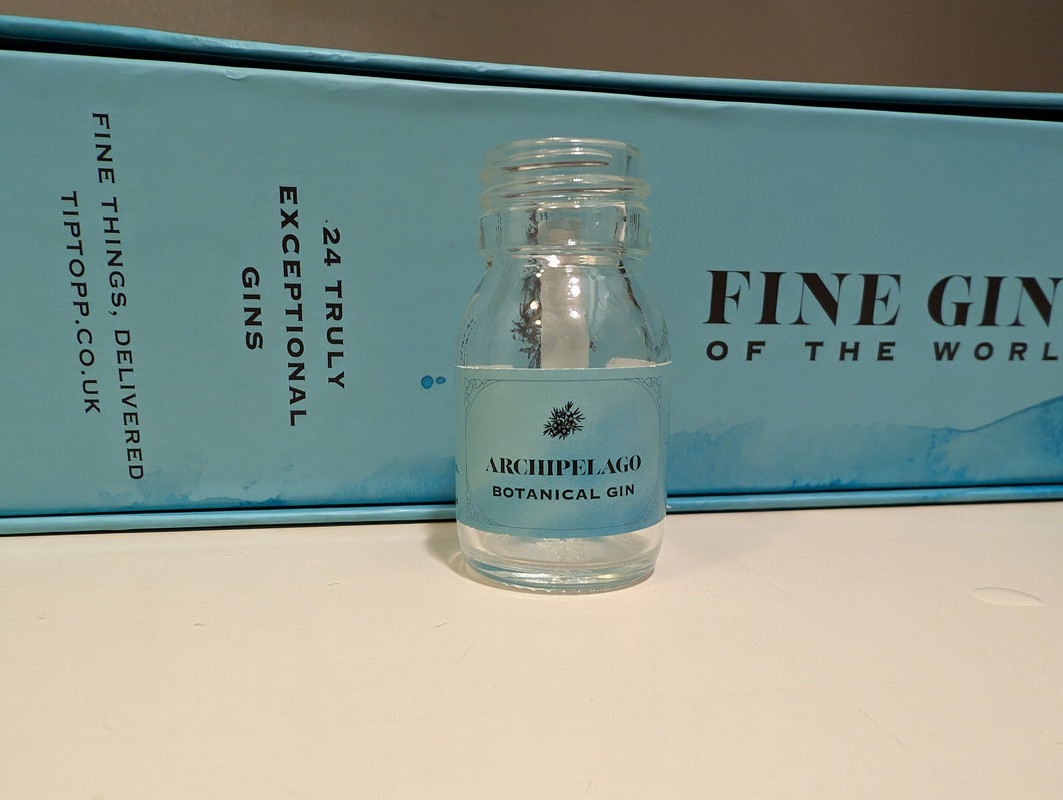 FINE THINGS, DELIVERED
TIPTOPP.CO.UK
24 TRULY
EXCEPTIONAL
GINS
ARCHIPELAGO
BOTANICAL GIN
FINE GIN
OF THE WORL